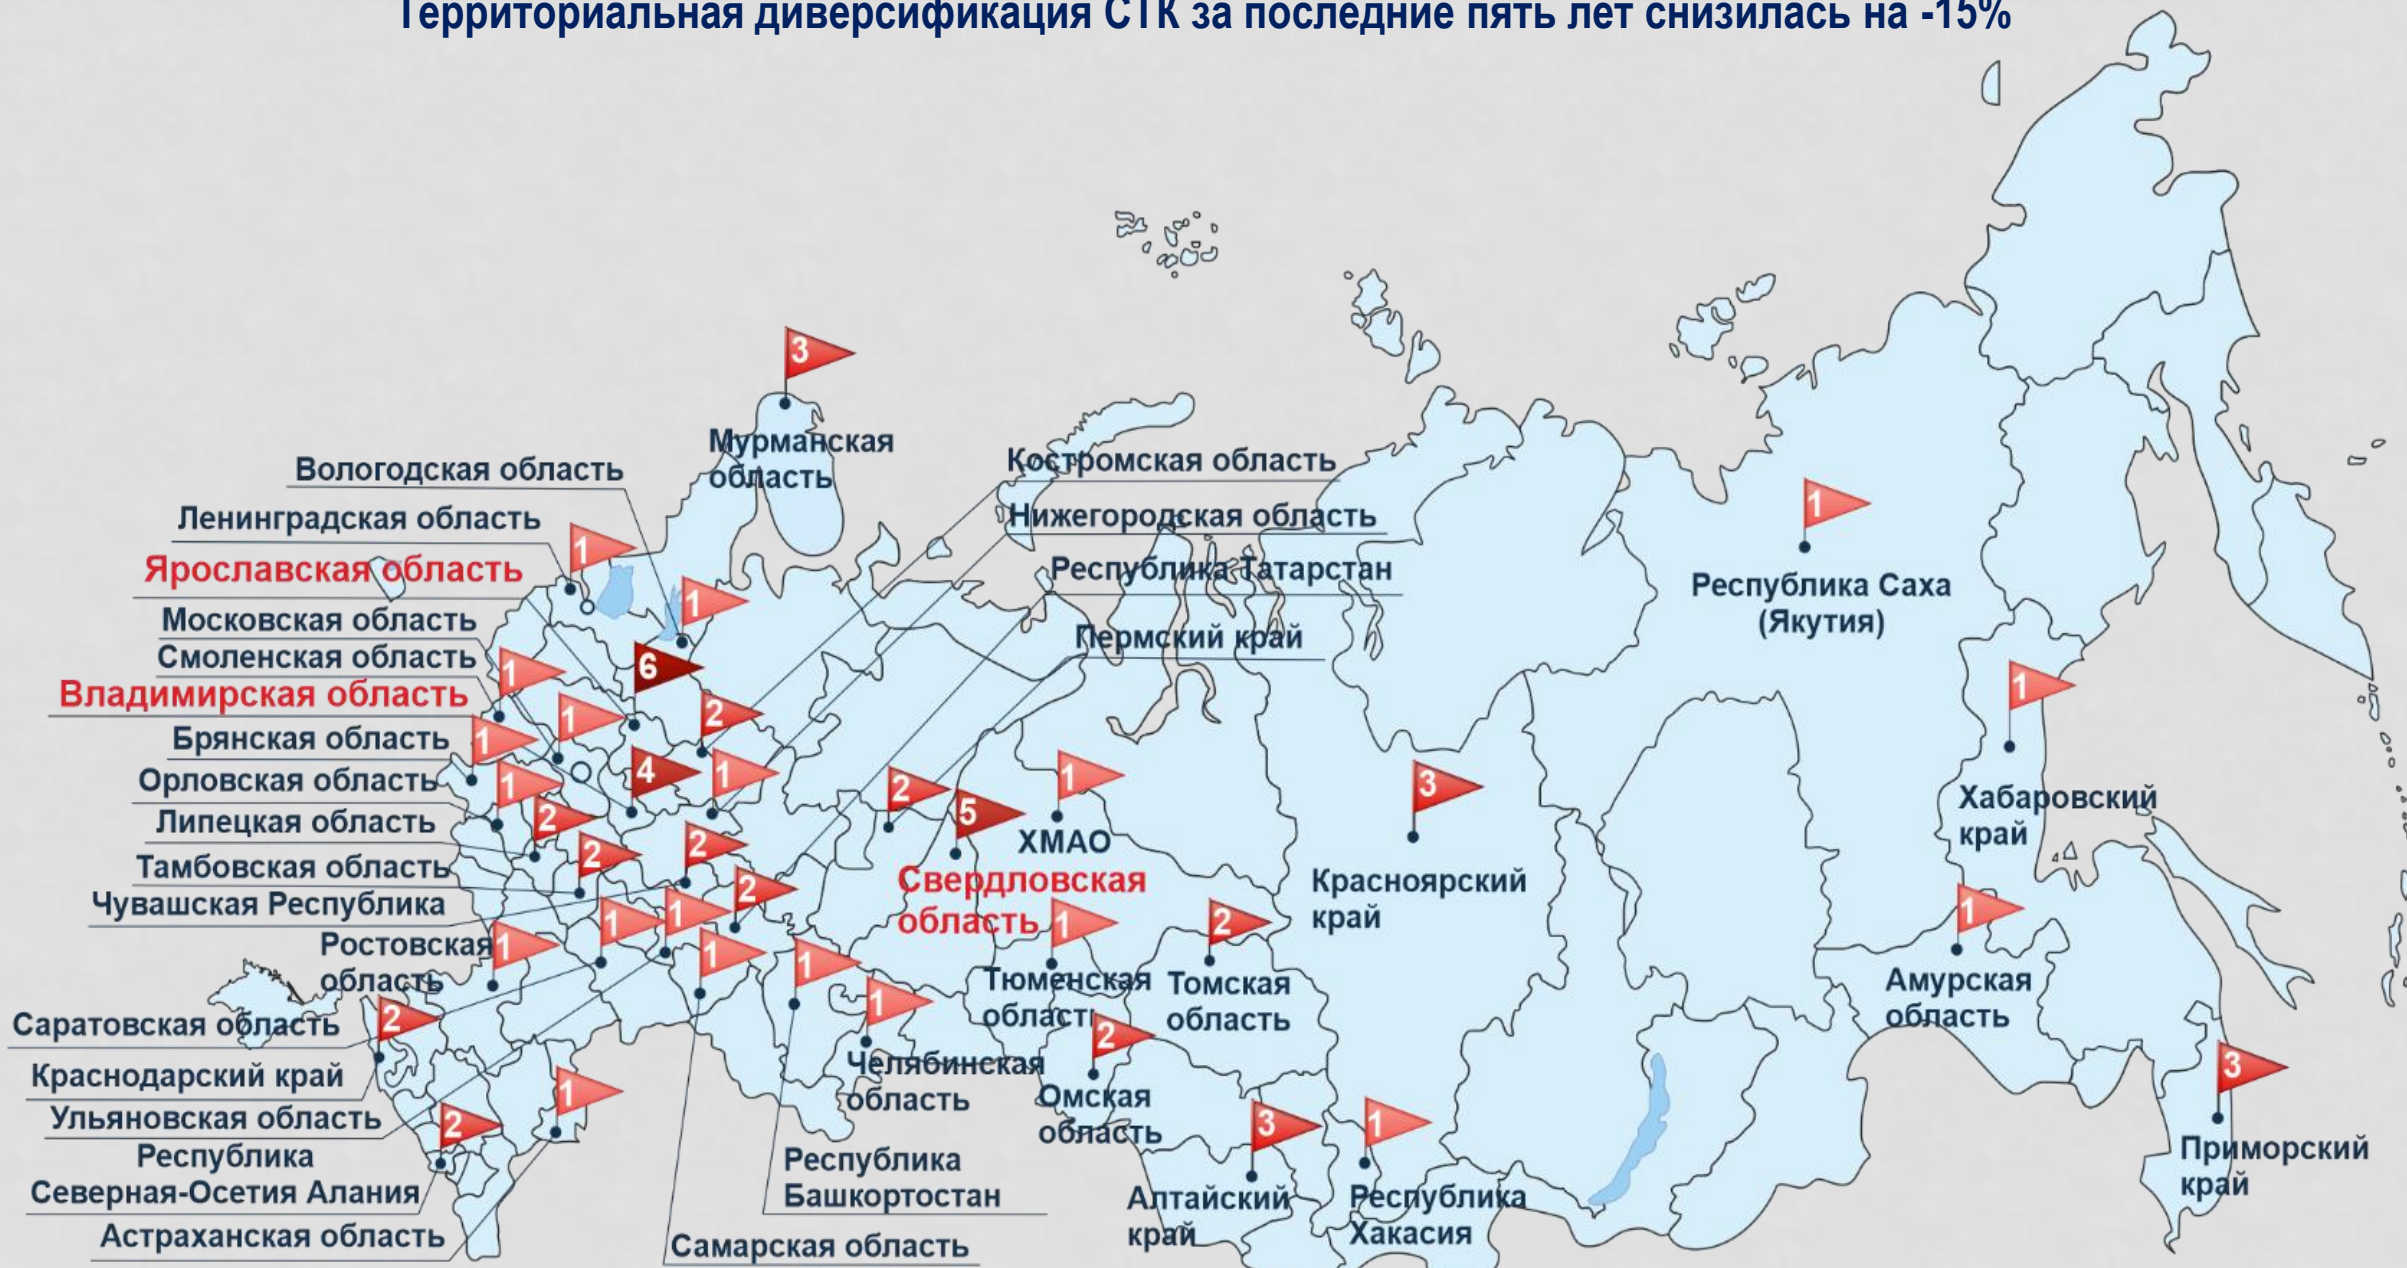 Территориальная диверсификация СТК за последние пять лет снизилась на -15%
3
Мурманская
область
Вологодская область
Костромская область
Ленинградская область
Нижегородская область
1
1
Ярославская область
Республика Татарстан
Республика Саха
(Якутия)
1
Московская область
Пермский край
Смоленская область
6
1
1
Владимирская область
1
2
Брянская область
1
4
1
2
1
3
Орловская область
1
5
Липецкая область
2
ХМАО
Хабаровский
край
Тамбовская область
2
2
Свердловская
область
Красноярский
край
Чувашская Республика
2
1
1
1
2
1
Ростовская
область
1
1
1
Тюменская
область
Томская
область
Амурская
область
Саратовская область
2
1
2
Краснодарский край
Челябинская
область
3
Ульяновская область
1
Омская
область
2
3
1
Республика
Северная-Осетия Алания
Республика
Башкортостан
Алтайский
край
Республика
Хакасия
Приморский
край
Астраханская область
Самарская область